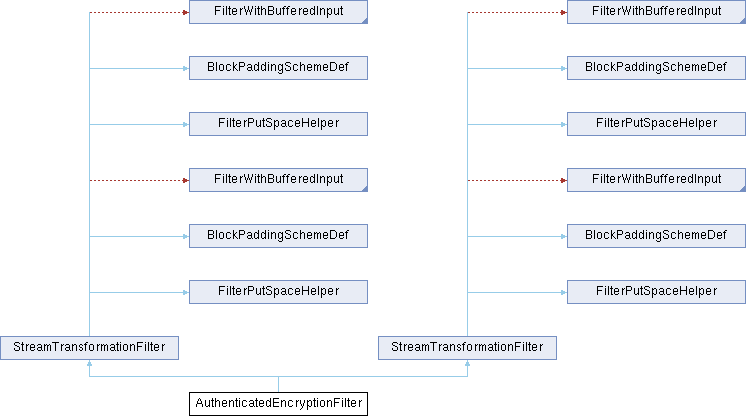 FilterWithBufferedInput
FilterWithBufferedInput
BlockPaddingSchemeDef
BlockPaddingSchemeDef
FilterPutSpaceHelper
FilterPutSpaceHelper
FilterWithBufferedInput
FilterWithBufferedInput
BlockPaddingSchemeDef
BlockPaddingSchemeDef
FilterPutSpaceHelper
FilterPutSpaceHelper
StreamTransformationFilter
StreamTransformationFilter
AuthenticatedEncryptionFilter